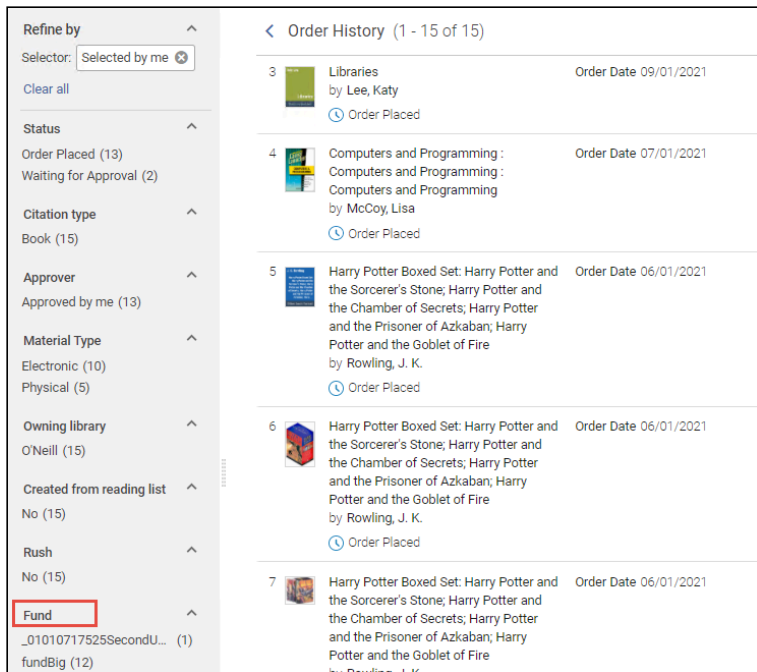 Refine by
Selector: Selected by me
Clear all
Status
Order Placed (13)
Waiting for Approval (2)
Citation type
Book (15)
Approver
Approved by me (13)
Material Type
Electronic (10)
Physical (5)
Owning library
O'Neill (15)
Created from reading list
No (15)
Rush
No (15)
Fund
_01010717525SecondU... (1)
fundBig (12)
Order History (1 - 15 of 15)
3 Libraries Order Date 09/01/2021
by Lee, Katy
Order Placed
4 Computers and Programming : Order Date 07/01/2021
Computers and Programming :
Computers and Programming
by McCoy, Lisa
Order Placed
5 Harry Potter Boxed Set: Harry Potter and Order Date 06/01/2021
the Sorcerer's Stone; Harry Potter and
the Chamber of Secrets; Harry Potter
and the Prisoner of Azkaban; Harry
Potter and the Goblet of Fire
by Rowling, J. K.
Order Placed
6 Harry Potter Boxed Set: Harry Potter and Order Date 06/01/2021
the Sorcerer's Stone; Harry Potter and
the Chamber of Secrets; Harry Potter
and the Prisoner of Azkaban; Harry
Potter and the Goblet of Fire
by Rowling, J. K.
Order Placed
7 Harry Potter Boxed Set: Harry Potter and Order Date 06/01/2021
the Sorcerer's Stone; Harry Potter and
the Chamber of Secrets; Harry Potter
and the Prisoner of Azkaban; Harry
Potter and the Goblet of Fire
by Rowling, J. K.